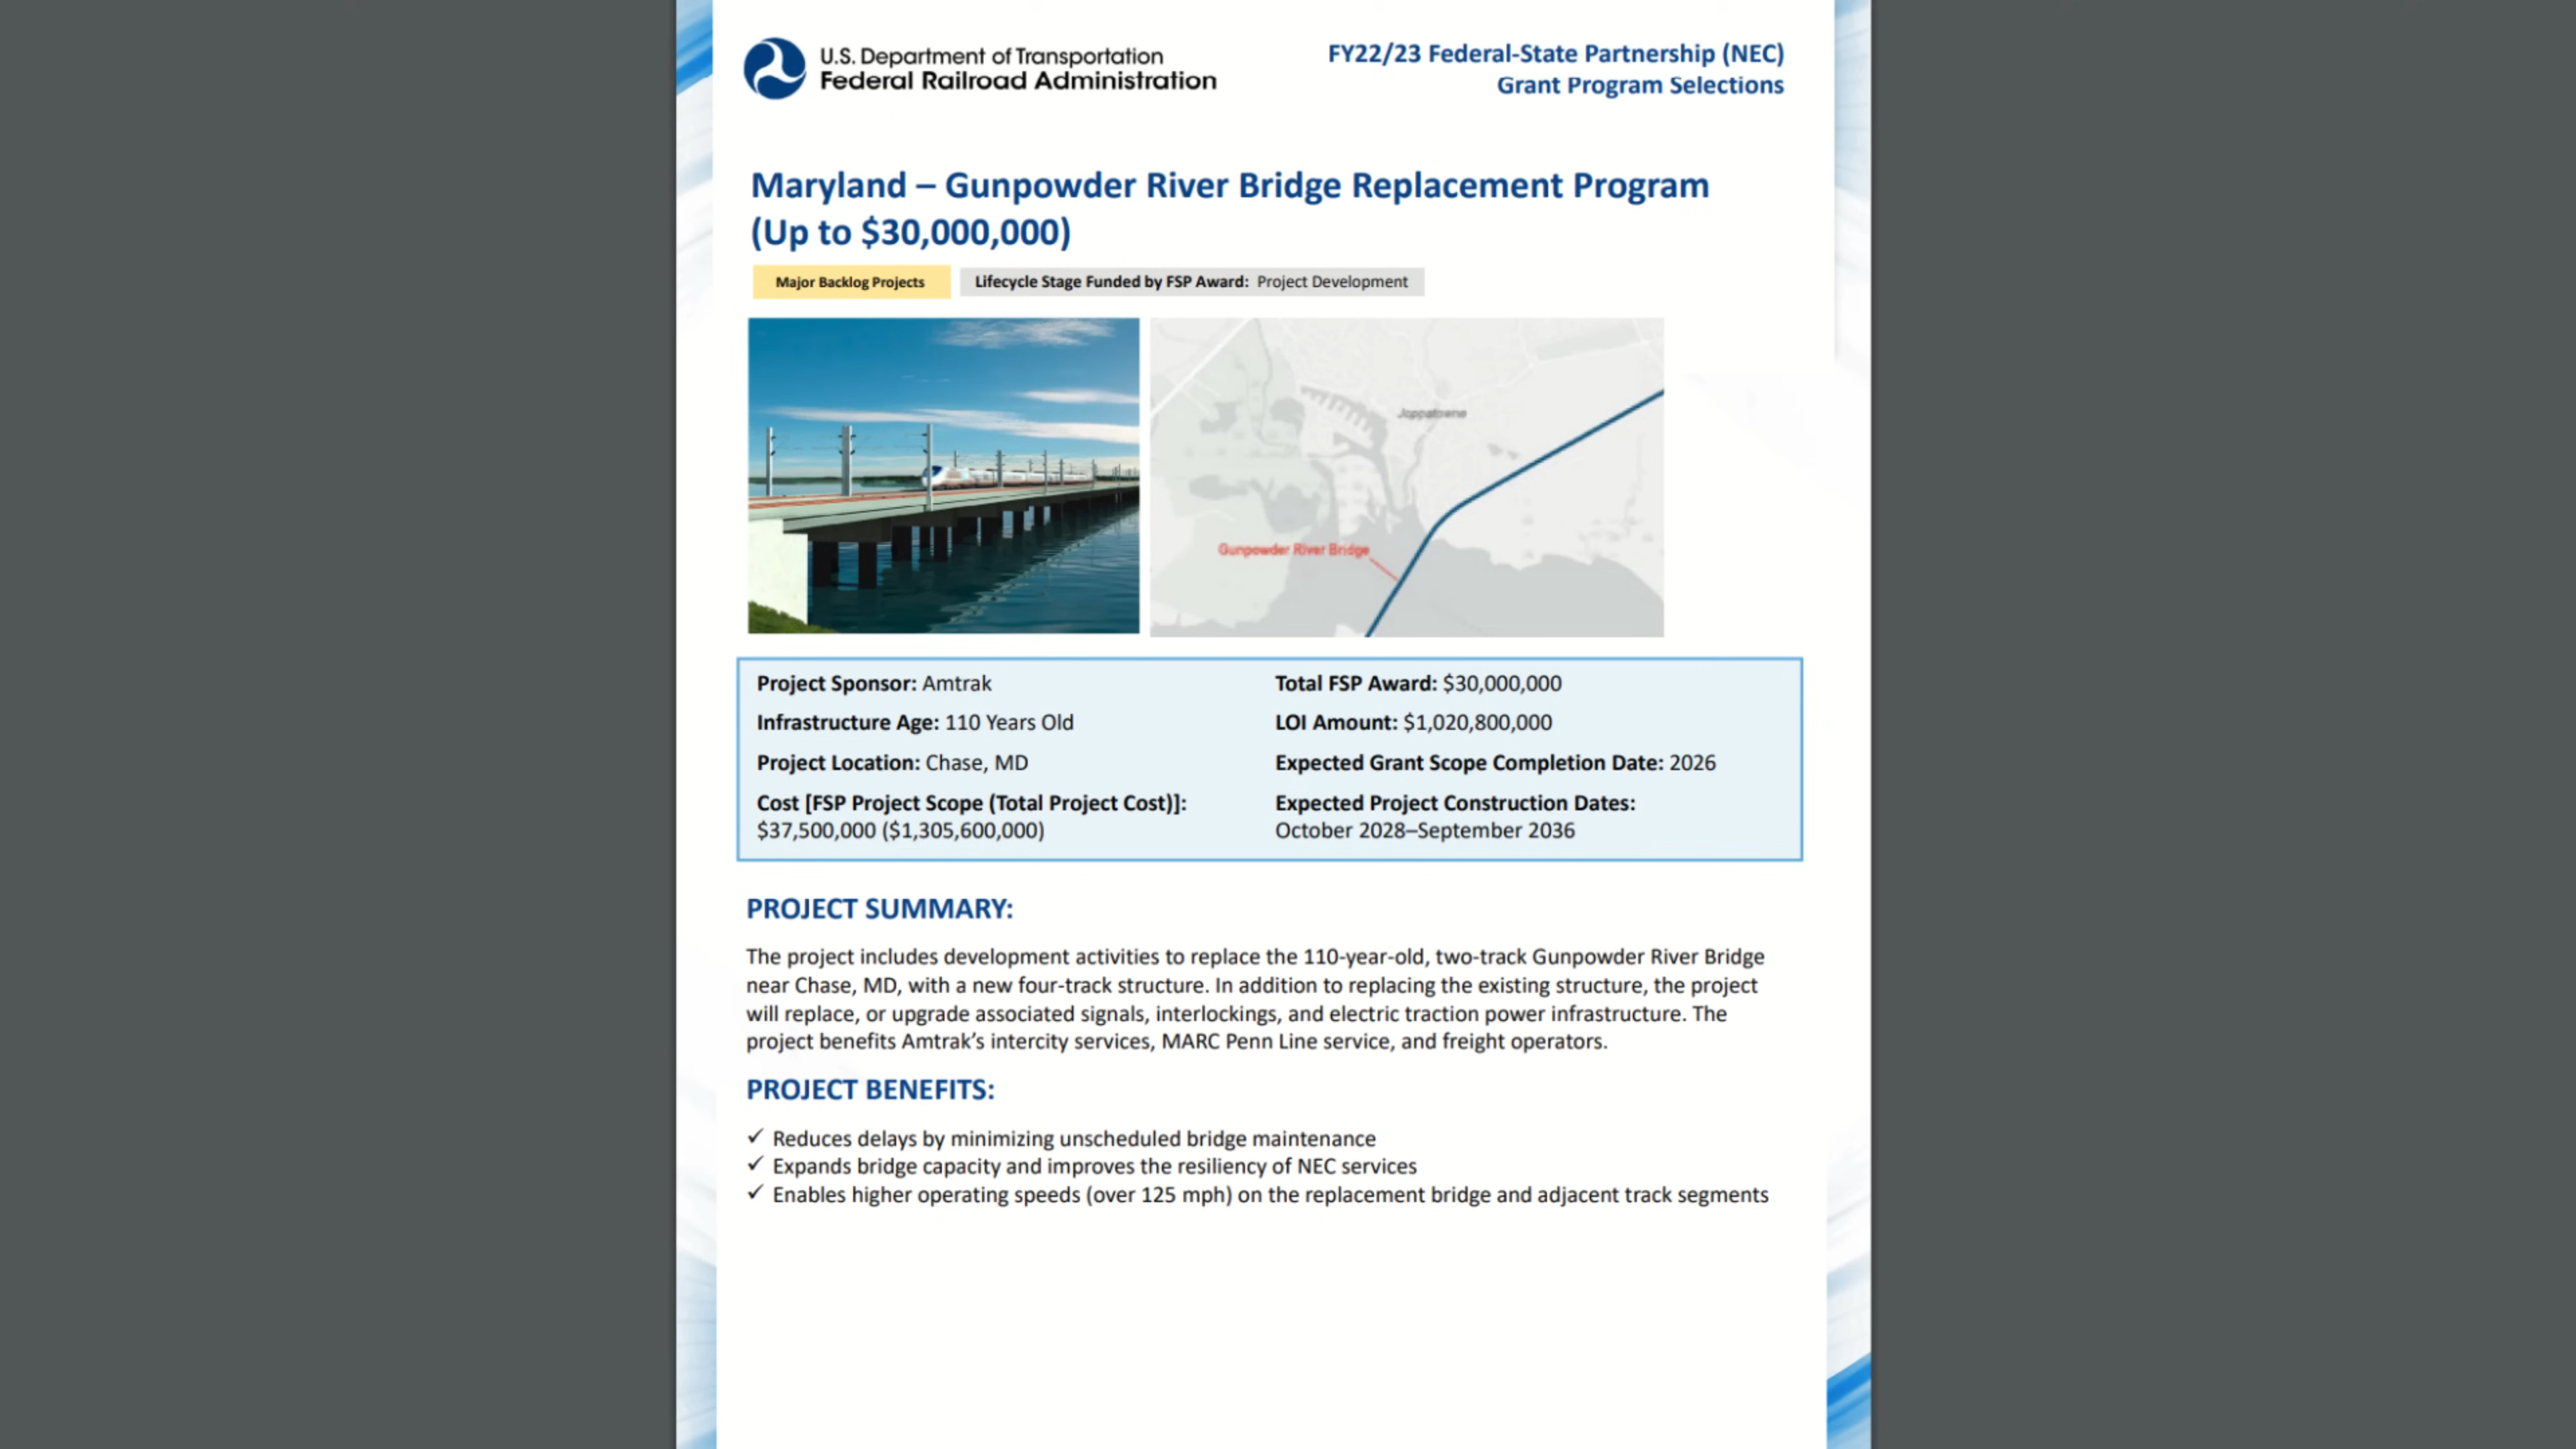 U.S. Department of Transportation
Federal Railroad Administration
FY22/23 Federal-State Partnership (NEC)
Grant Program Selections
Maryland – Gunpowder River Bridge Replacement Program
(Up to $30,000,000)
Major Backlog Projects
Lifecycle Stage Funded by FSP Award: Project Development
Joppatowne
Gunpowder River Bridge
Project Sponsor: Amtrak
Infrastructure Age: 110 Years Old
Project Location: Chase, MD
Cost [FSP Project Scope (Total Project Cost)]:
$37,500,000 ($1,305,600,000)
Total FSP Award: $30,000,000
LOI Amount: $1,020,800,000
Expected Grant Scope Completion Date: 2026
Expected Project Construction Dates:
October 2028–September 2036
PROJECT SUMMARY:
The project includes development activities to replace the 110-year-old, two-track Gunpowder River Bridge
near Chase, MD, with a new four-track structure. In addition to replacing the existing structure, the project
will replace, or upgrade associated signals, interlockings, and electric traction power infrastructure. The
project benefits Amtrak’s intercity services, MARC Penn Line service, and freight operators.
PROJECT BENEFITS:
✓ Reduces delays by minimizing unscheduled bridge maintenance
✓ Expands bridge capacity and improves the resiliency of NEC services
✓ Enables higher operating speeds (over 125 mph) on the replacement bridge and adjacent track segments